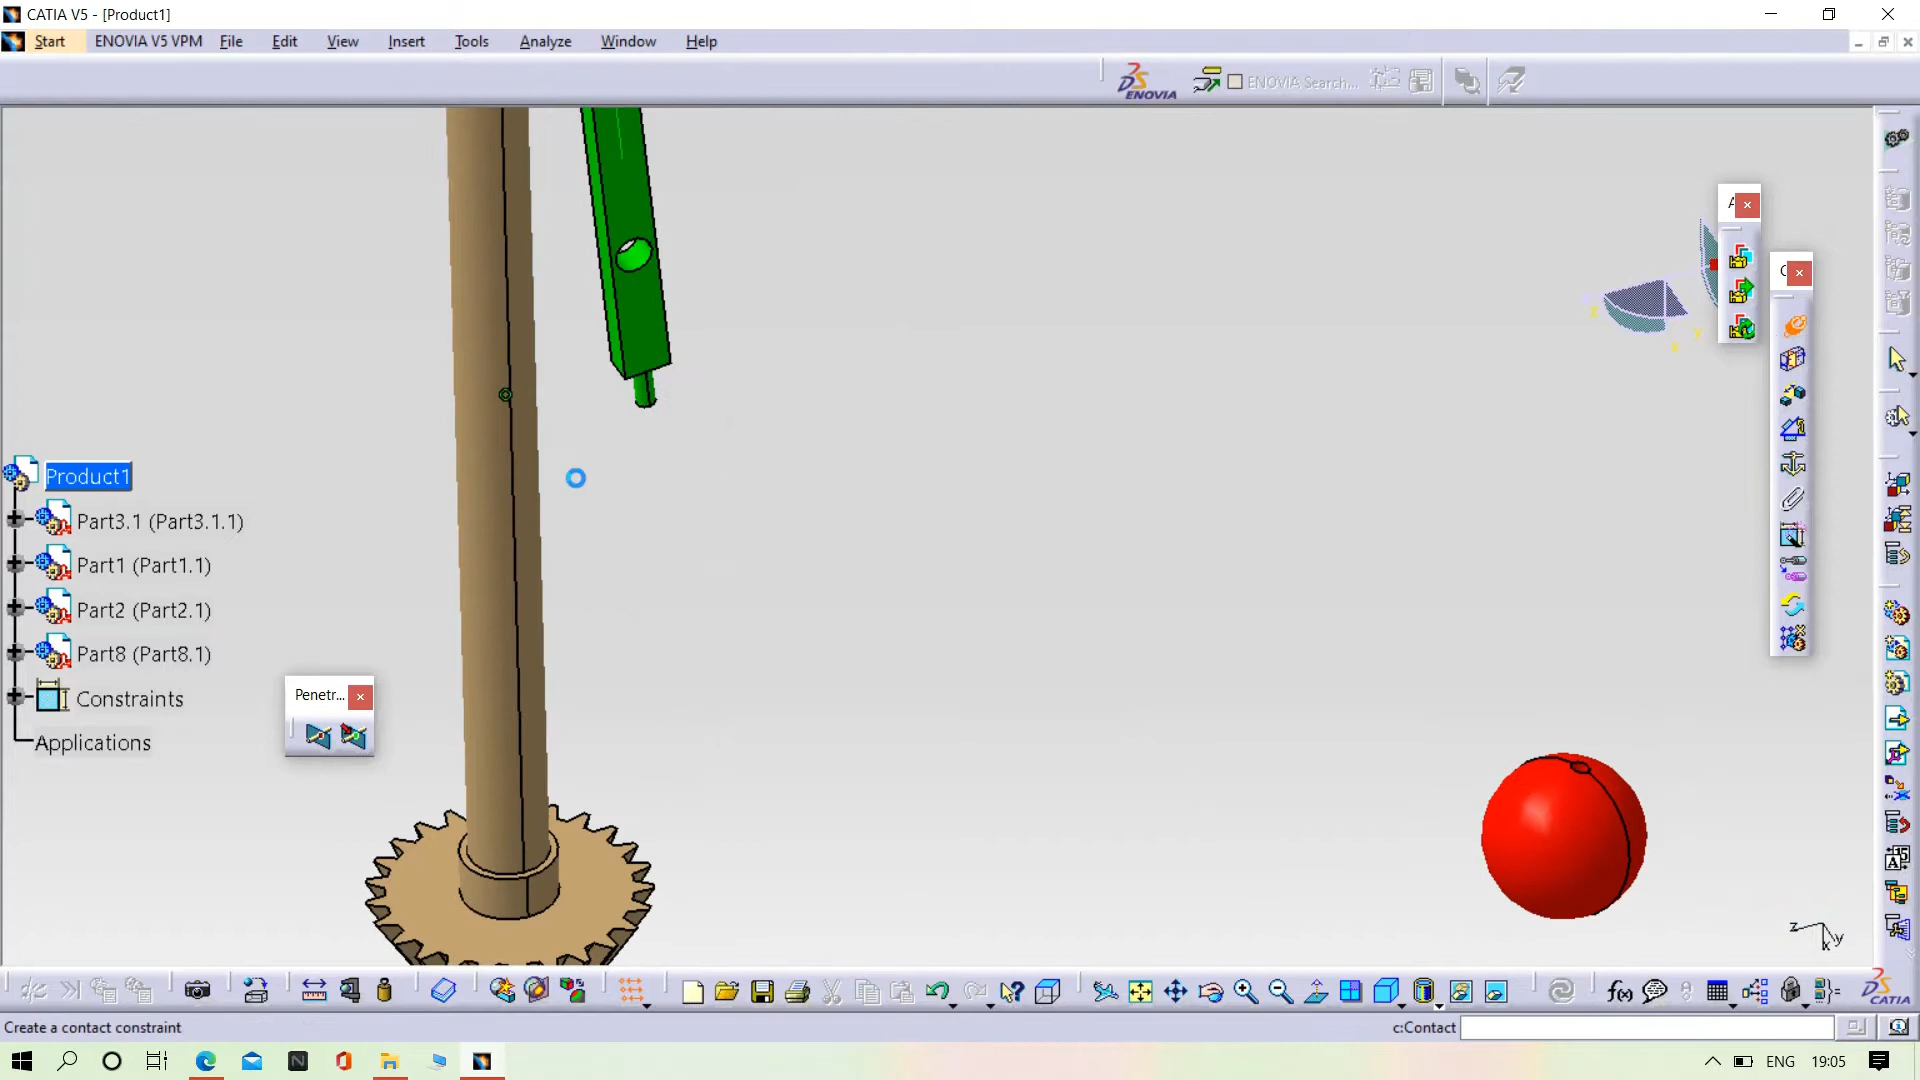 CATIA V5 - [Product1]
Start ENOVIA V5 VPM File Edit View Insert Tools Analyze Window Help
DS ENOVIA ENOVIA Search...
A
C
z
y
x
Product1
Part3.1 (Part3.1.1)
Part1 (Part1.1)
Part2 (Part2.1)
Part8 (Part8.1)
Constraints
Applications
Penetr...
z
y
x
f(x)
DS CATIA
Create a contact constraint c:Contact
ENG 19:05